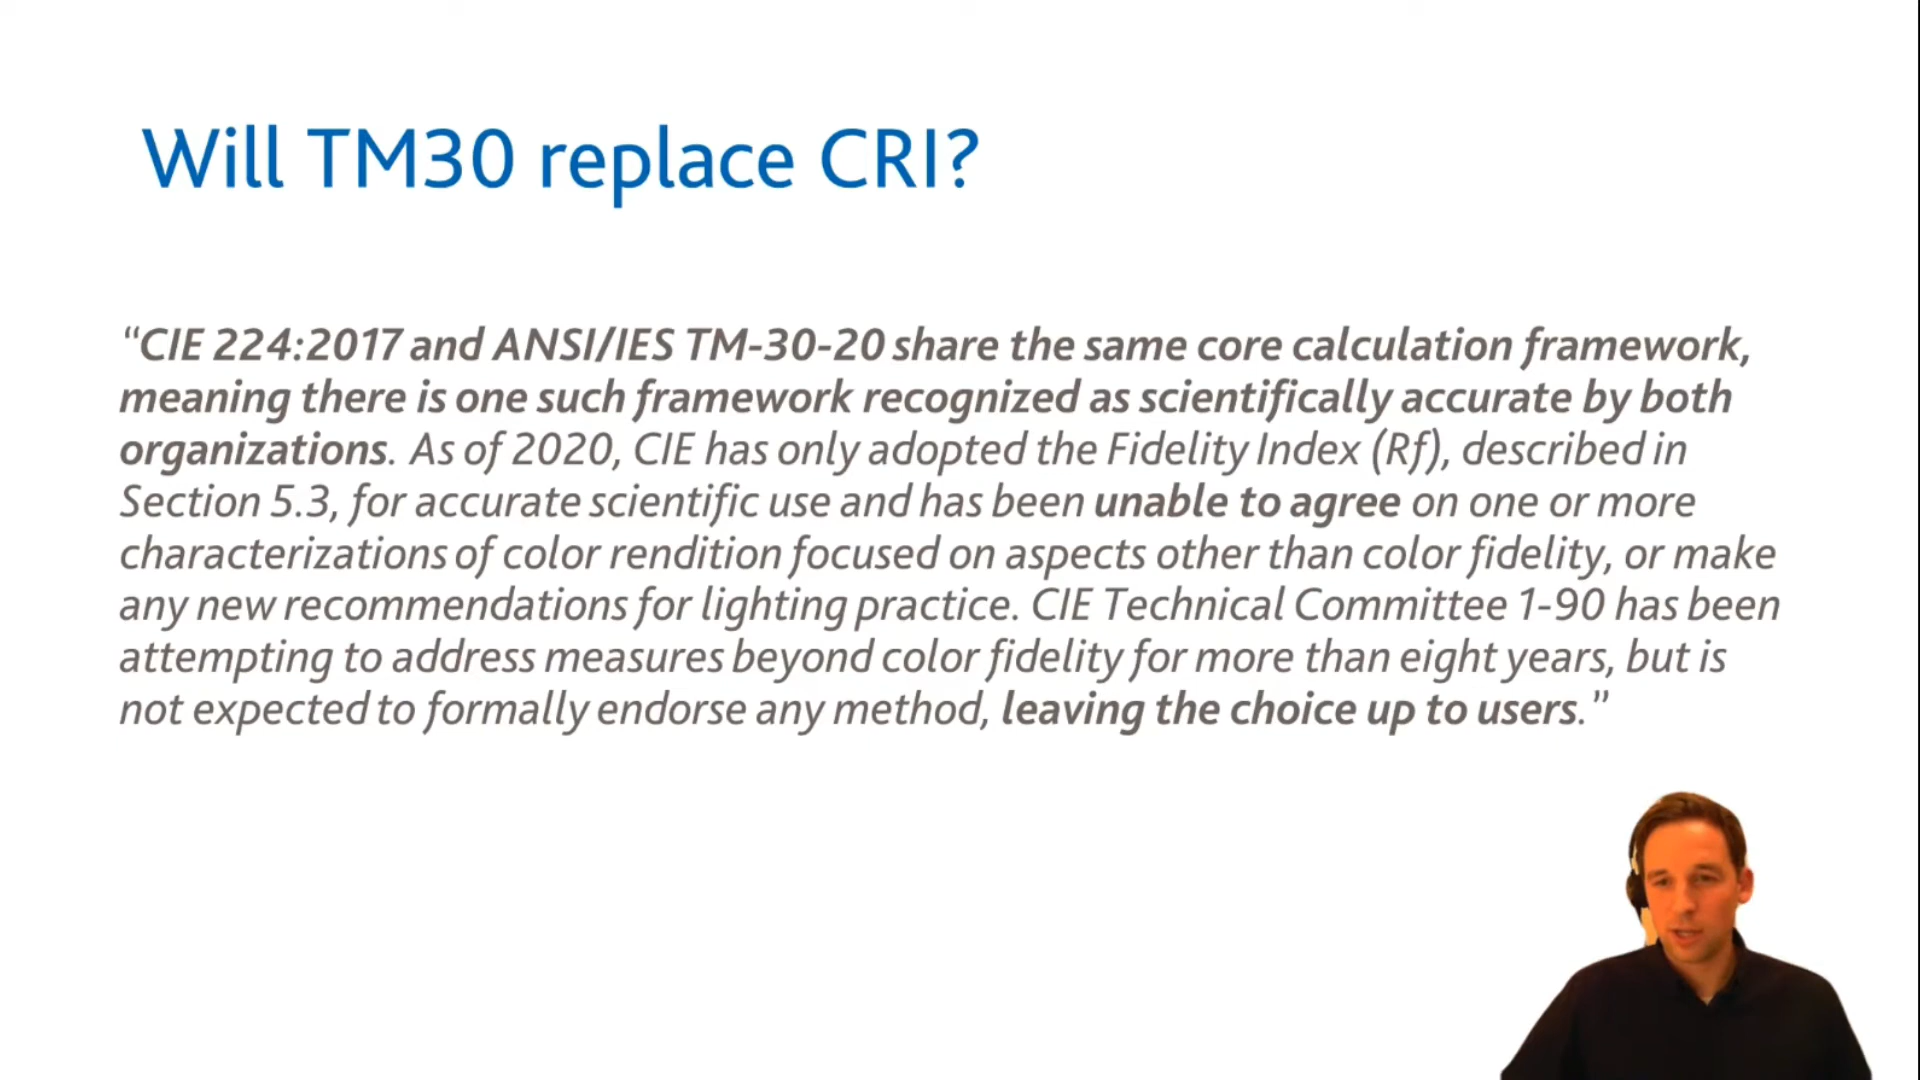 Will TM30 replace CRI?
“CIE 224:2017 and ANSI/IES TM-30-20 share the same core calculation framework,
meaning there is one such framework recognized as scientifically accurate by both
organizations. As of 2020, CIE has only adopted the Fidelity Index (Rf), described in
Section 5.3, for accurate scientific use and has been unable to agree on one or more
characterizations of color rendition focused on aspects other than color fidelity, or make
any new recommendations for lighting practice. CIE Technical Committee 1-90 has been
attempting to address measures beyond color fidelity for more than eight years, but is
not expected to formally endorse any method, leaving the choice up to users.”